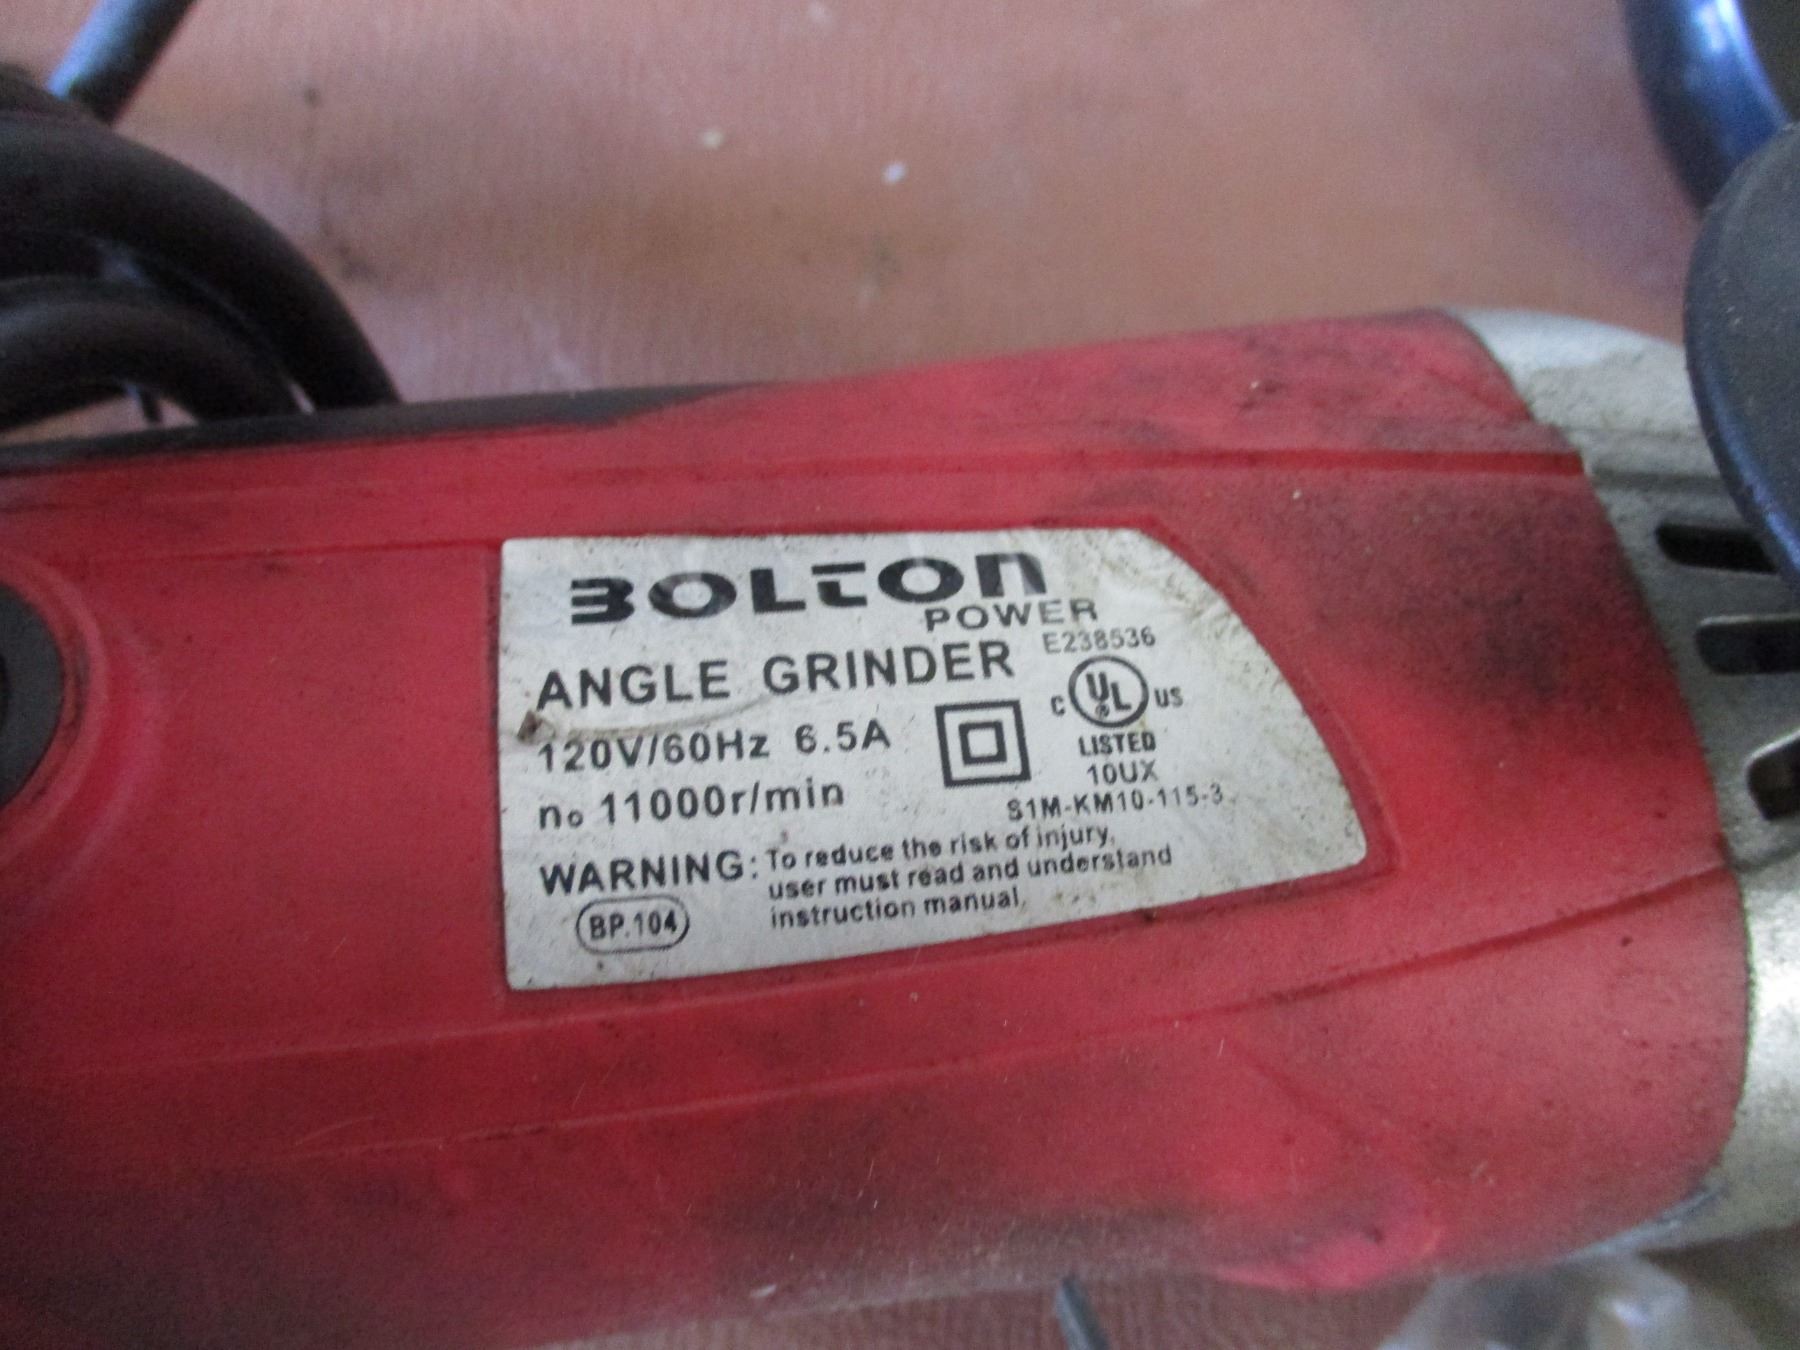 BOLTON
POWER
E238536
ANGLE GRINDER
C UL® US
120V/60Hz 6.5A
LISTED
10UX
no 11000r/min
S1M-KM10-115-3
WARNING: To reduce the risk of injury,
user must read and understand
instruction manual.
BP.104